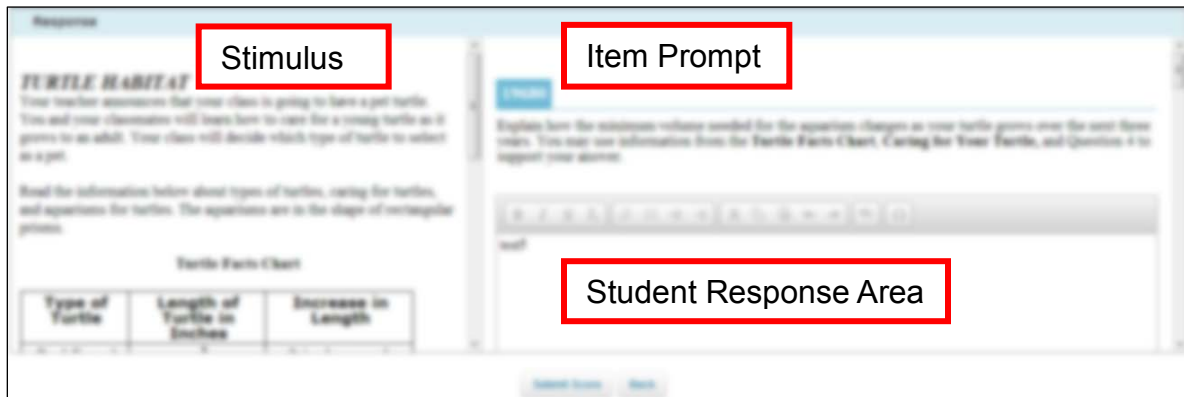 Response
Stimulus
TURTLE HABITAT
Your teacher announces that your class is going to have a pet turtle.
You and your classmates will learn how to care for a young turtle as it
grows to an adult. Your class will decide which type of turtle to select
as a pet.
Read the information below about types of turtles, caring for turtles,
and aquariums for turtles. The aquariums are in the shape of rectangular
prisms.
Turtle Facts Chart
Type of
Turtle
Length of
Turtle in
Inches
Increase in
Length
Item Prompt
Explain how the minimum volume needed for the aquarium changes as your turtle grows over the next three
years. You may use information from the Turtle Facts Chart, Caring for Your Turtle, and Question 4 to
support your answer.
Student Response Area
Submit Score
Back